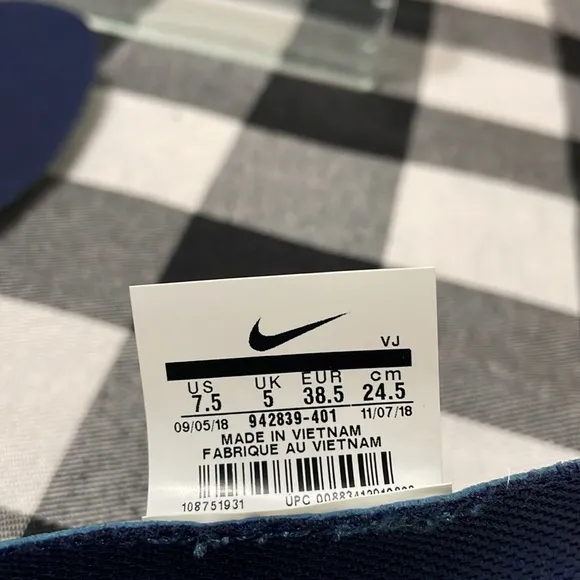 VJ
US UK EUR cm
7.5 5 38.5 24.5
09/05/18 942839-401 11/07/18
MADE IN VIETNAM
FABRIQUE AU VIETNAM
108751931 UPC